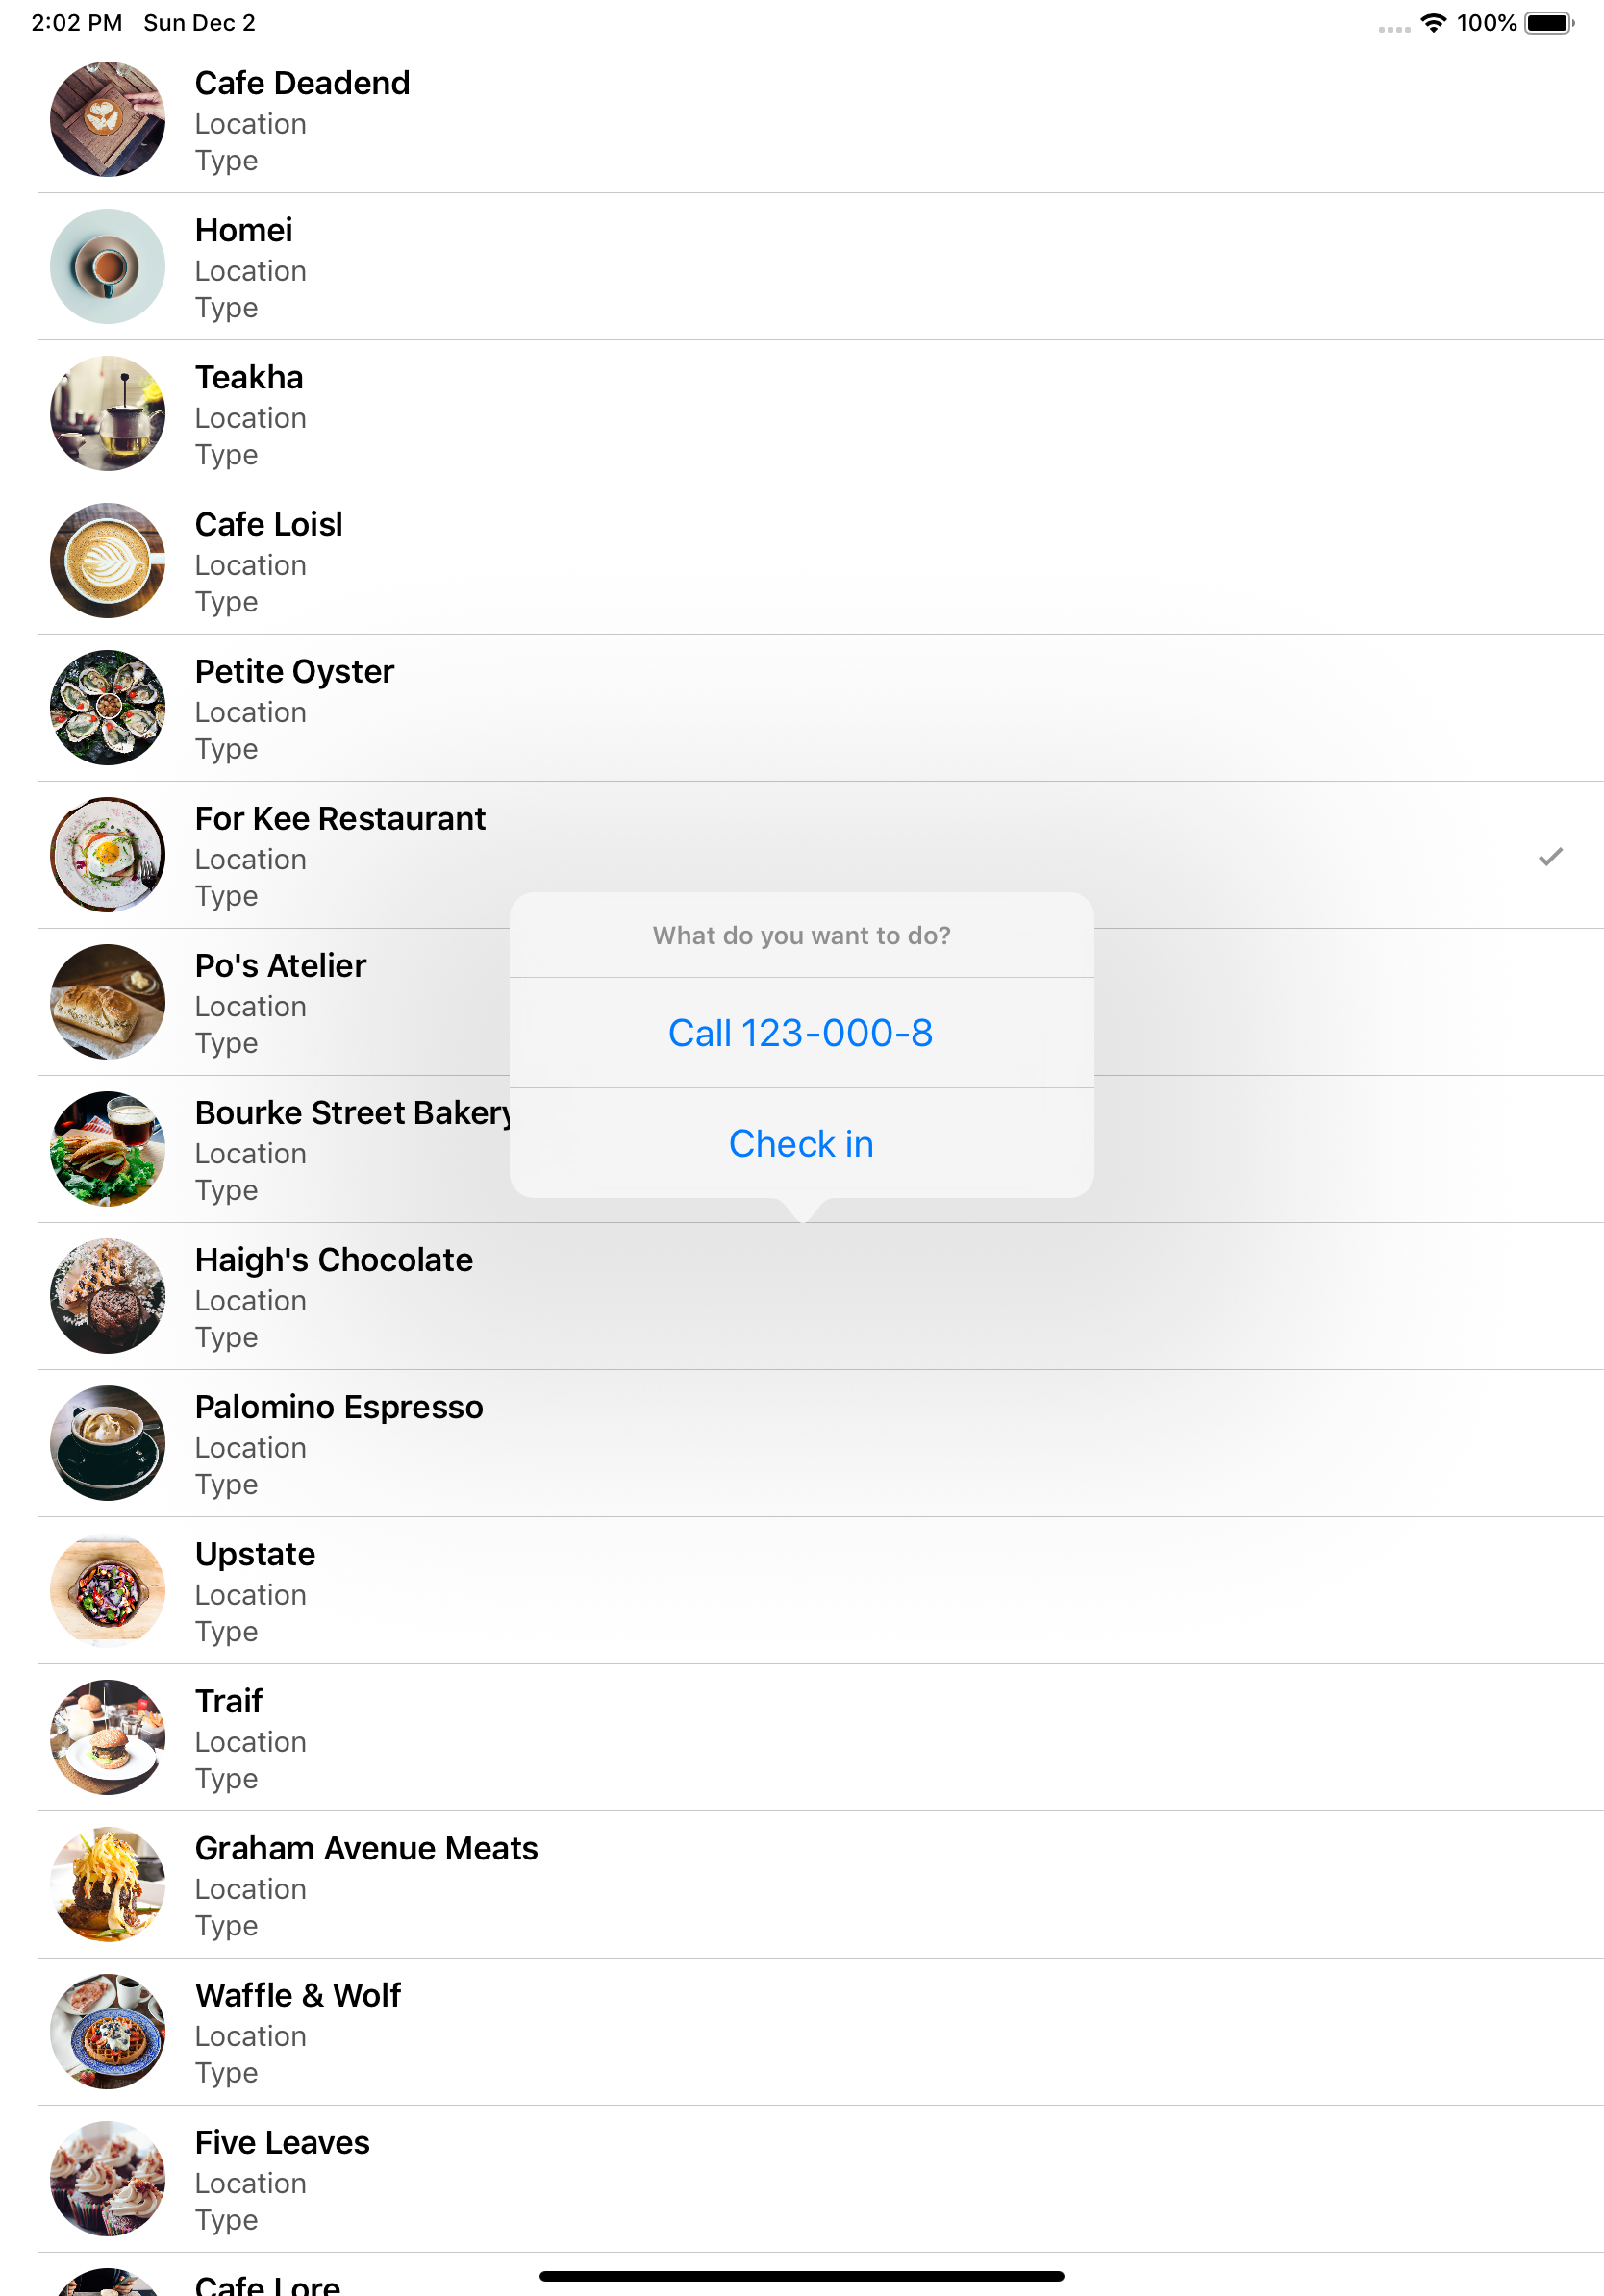 2:02 PM Sun Dec 2 100%
Cafe Deadend
Location
Type
Homei
Location
Type
Teakha
Location
Type
Cafe Loisl
Location
Type
Petite Oyster
Location
Type
For Kee Restaurant
Location
Type
What do you want to do?
Call 123-000-8
Check in
Po's Atelier
Location
Type
Bourke Street Bakery
Location
Type
Haigh's Chocolate
Location
Type
Palomino Espresso
Location
Type
Upstate
Location
Type
Traif
Location
Type
Graham Avenue Meats
Location
Type
Waffle & Wolf
Location
Type
Five Leaves
Location
Type
Cafe Lore